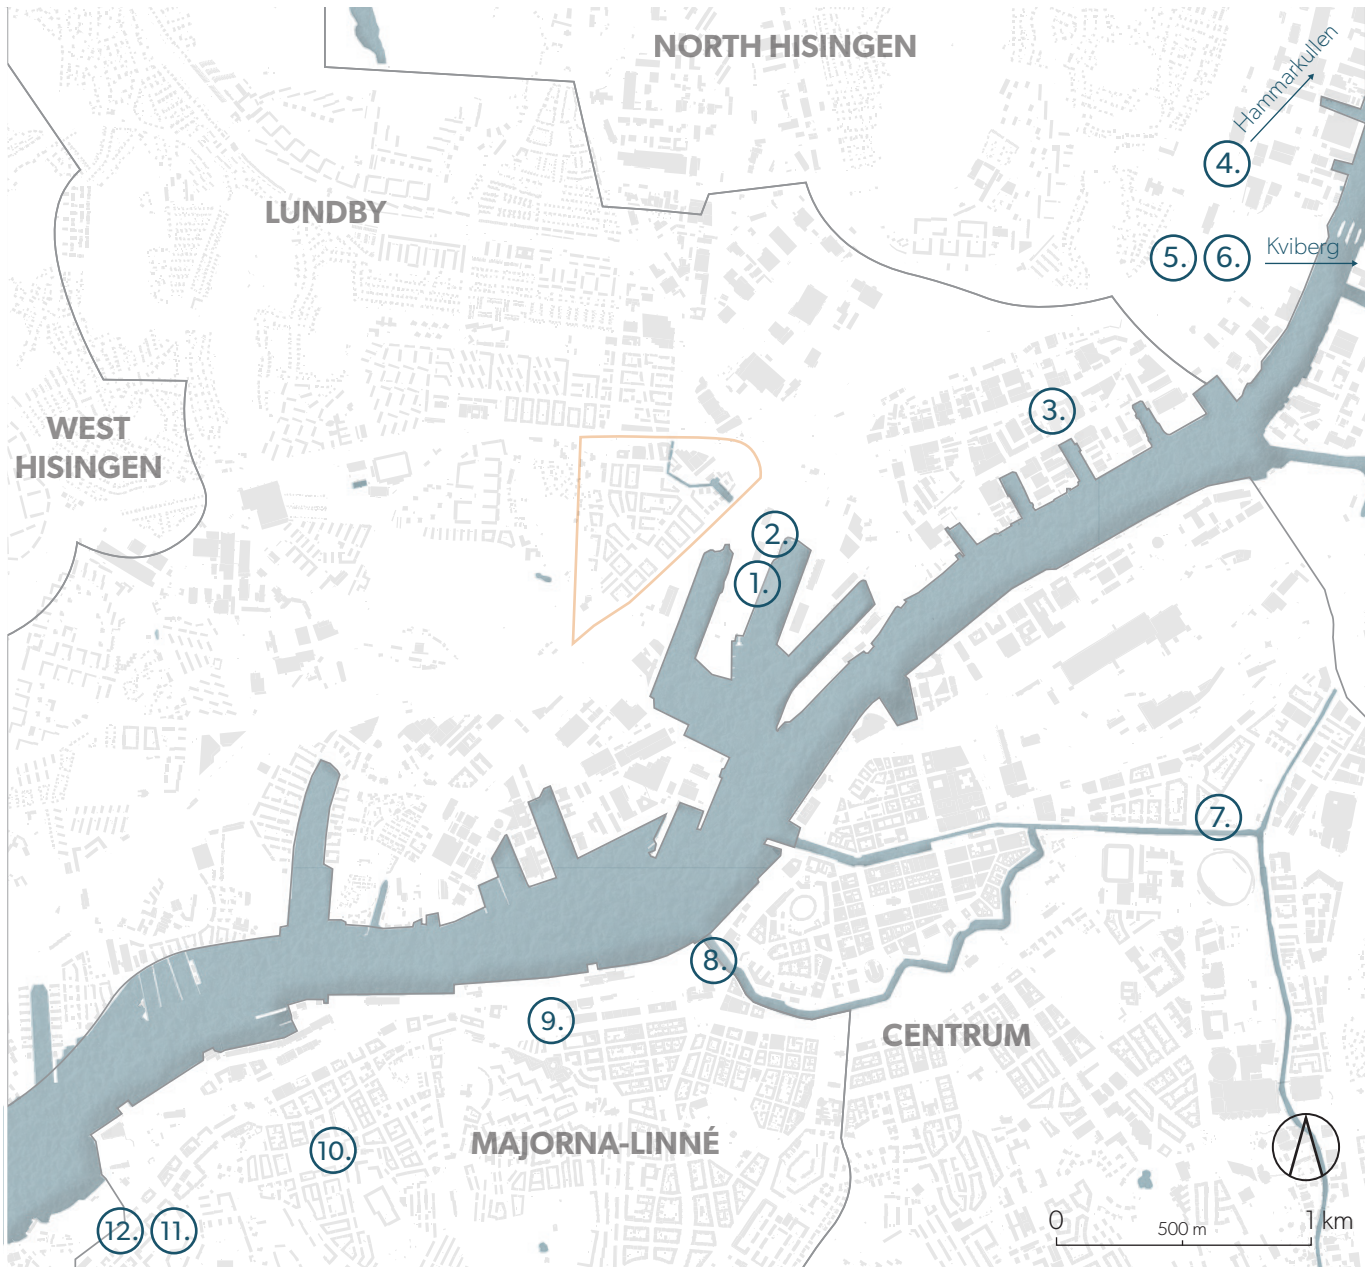 NORTH HISINGEN
Hammarkullen
4.
LUNDBY
5.
6.
Kviberg
3.
WEST
HISINGEN
2.
1.
7.
8.
9.
CENTRUM
MAJORNA-LINNÉ
10.
12.
11.
0
500 m
1 km